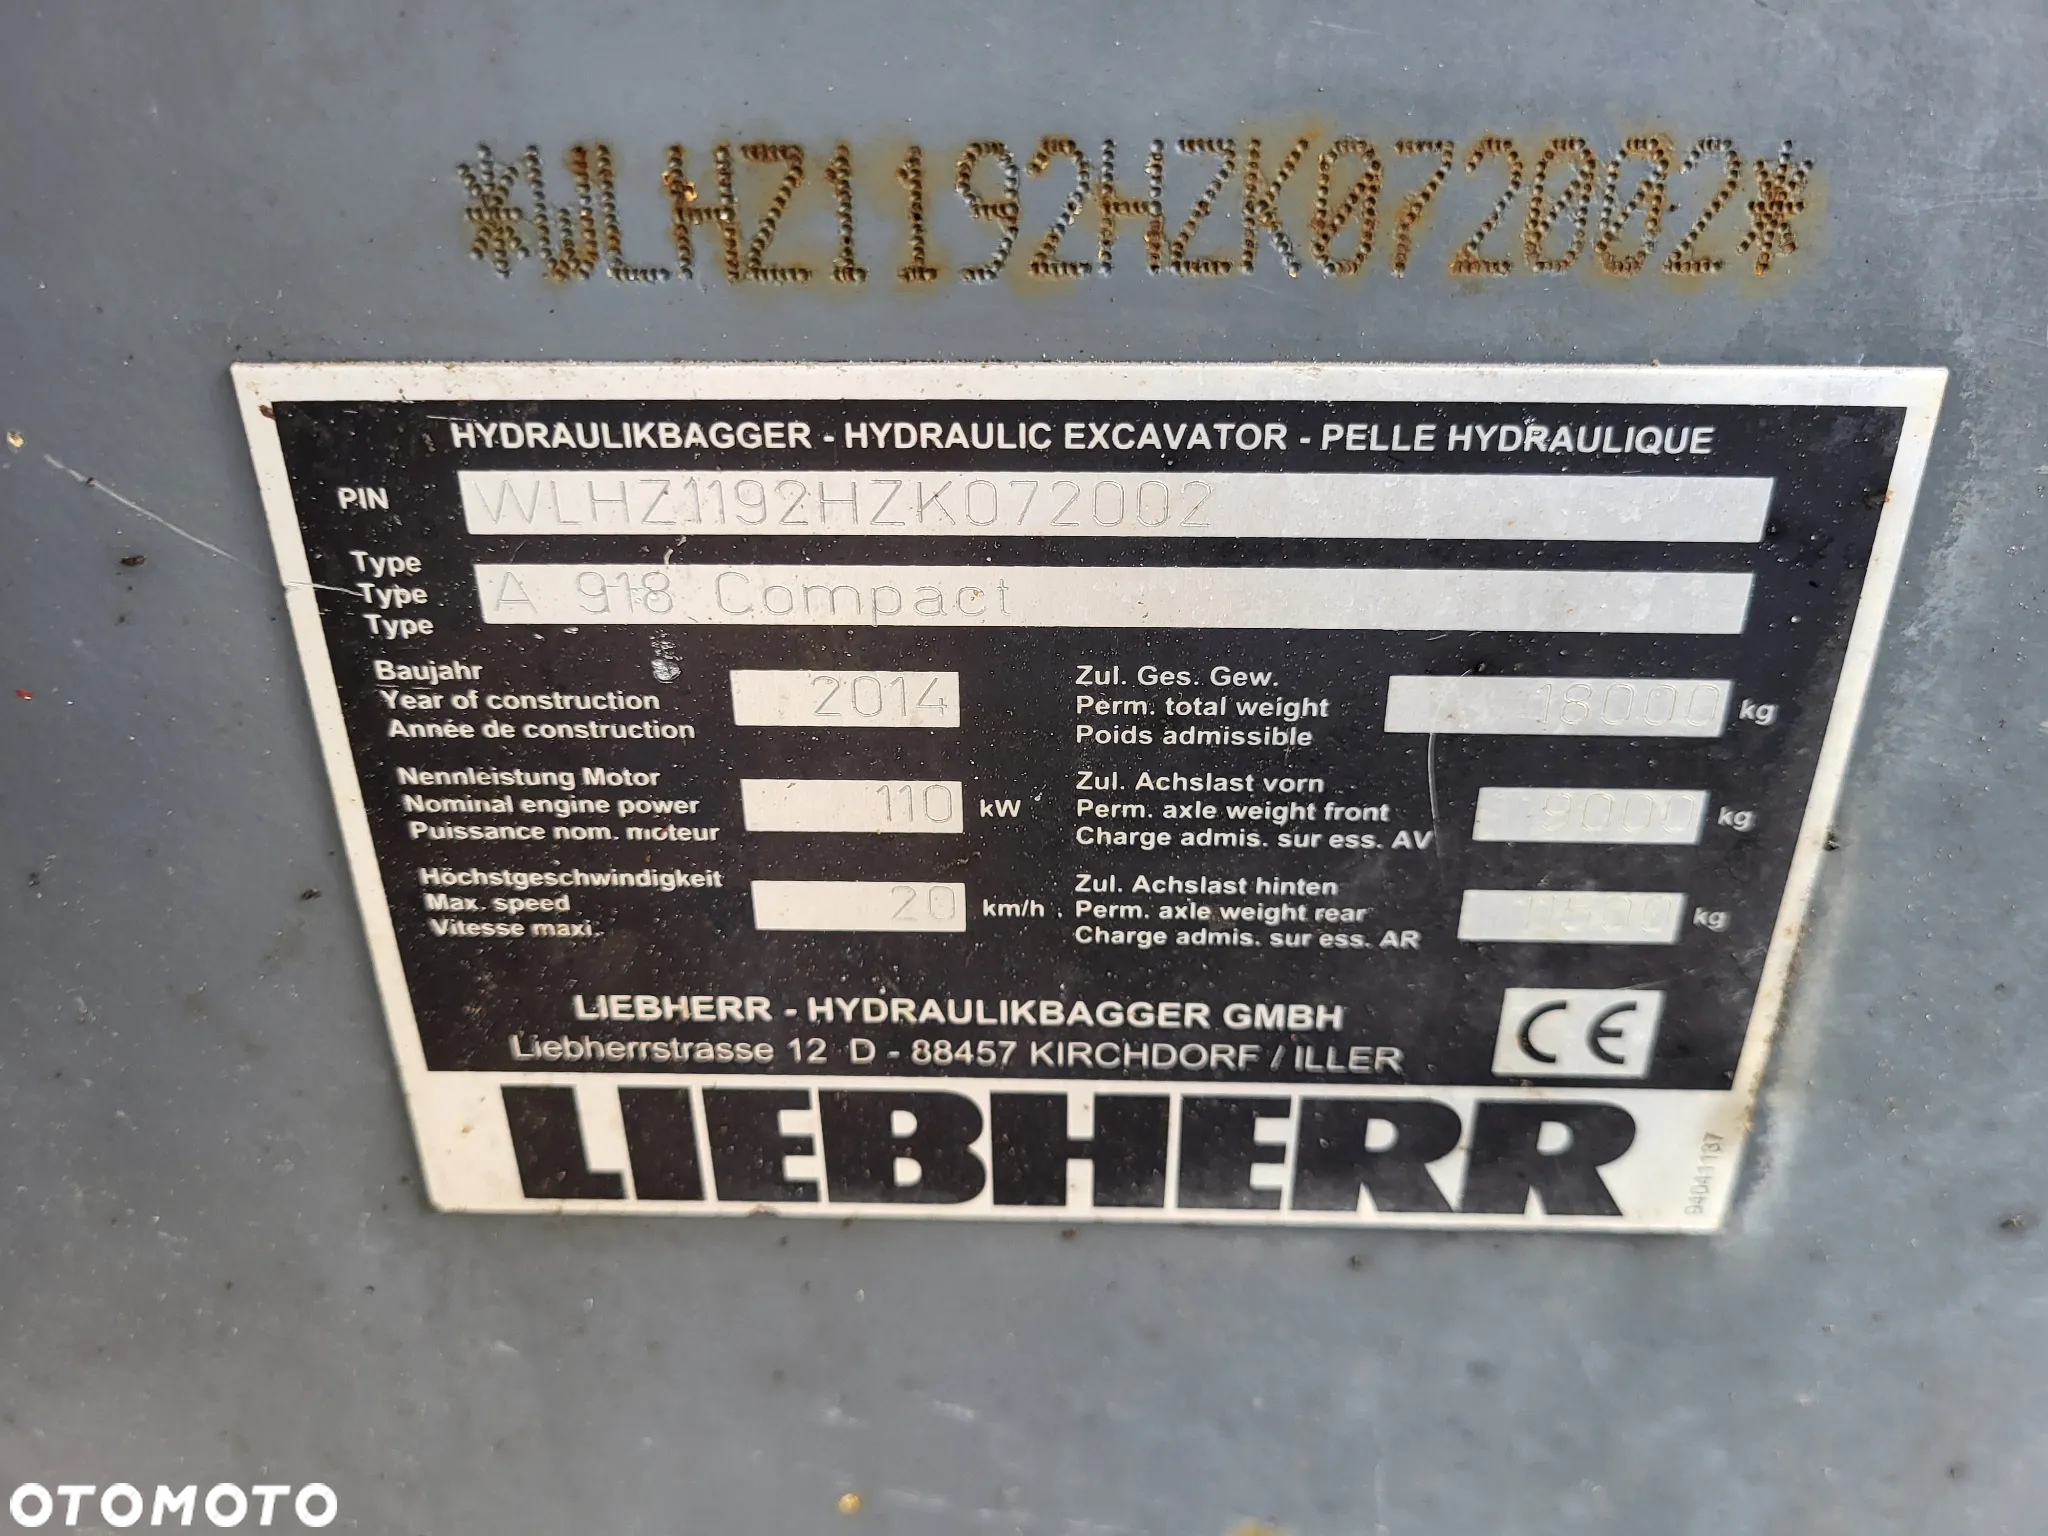 *WLHZ1192HZK072002*
HYDRAULIKBAGGER - HYDRAULIC EXCAVATOR - PELLE HYDRAULIQUE
PIN WLHZ1192HZK072002
Type
Type A 918 Compact
Type
Baujahr
Year of construction 2014
Année de construction
Zul. Ges. Gew.
Perm. total weight 18000 kg
Poids admissible
Nennleistung Motor
Nominal engine power 110 kW
Puissance nom. moteur
Zul. Achslast vorn
Perm. axle weight front 9000 kg
Charge admis. sur ess. AV
Höchstgeschwindigkeit
Max. speed 20 km/h
Vitesse maxi.
Zul. Achslast hinten
Perm. axle weight rear 11500 kg
Charge admis. sur ess. AR
LIEBHERR - HYDRAULIKBAGGER GMBH
Liebherrstrasse 12 D - 88457 KIRCHDORF / ILLER
CE
LIEBHERR
94041137
OTOMOTO